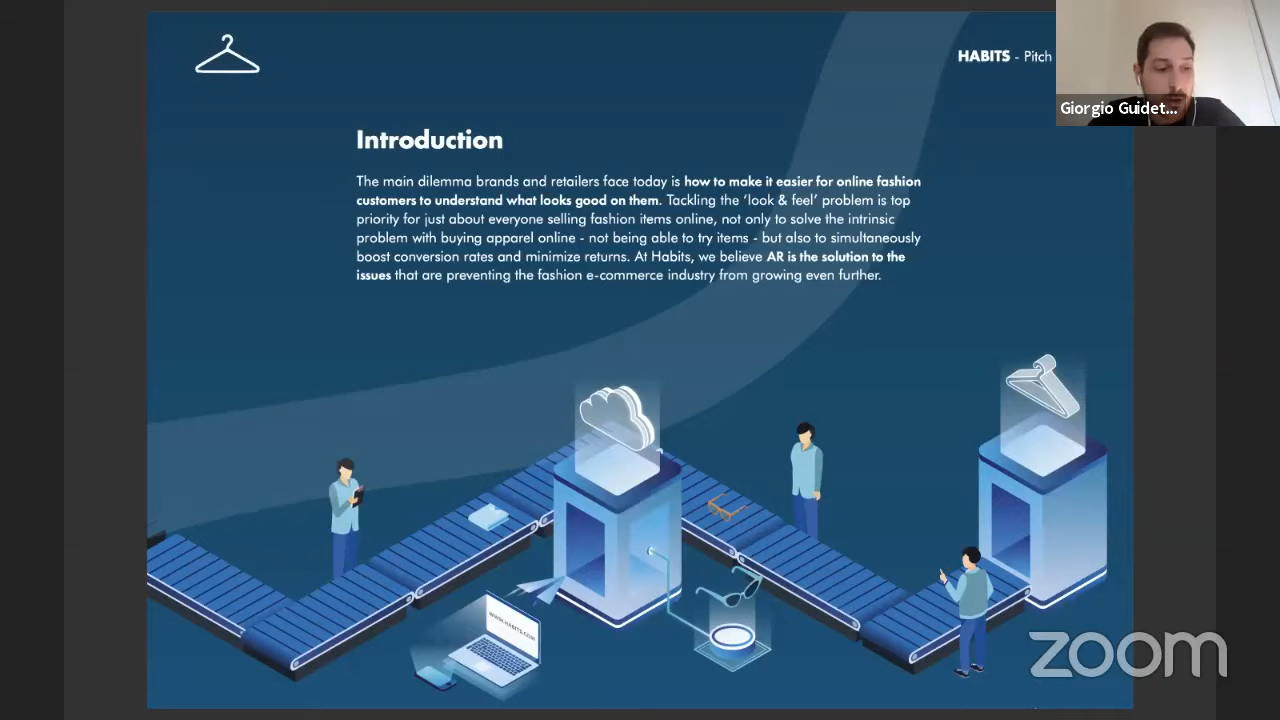 HABITS - Pitch
Giorgio Guidet...
Introduction
The main dilemma brands and retailers face today is how to make it easier for online fashion
customers to understand what looks good on them. Tackling the ‘look & feel’ problem is top
priority for just about everyone selling fashion items online, not only to solve the intrinsic
problem with buying apparel online - not being able to try items - but also to simultaneously
boost conversion rates and minimize returns. At Habits, we believe AR is the solution to the
issues that are preventing the fashion e-commerce industry from growing even further.
WWW.HABITS.COM
zoom